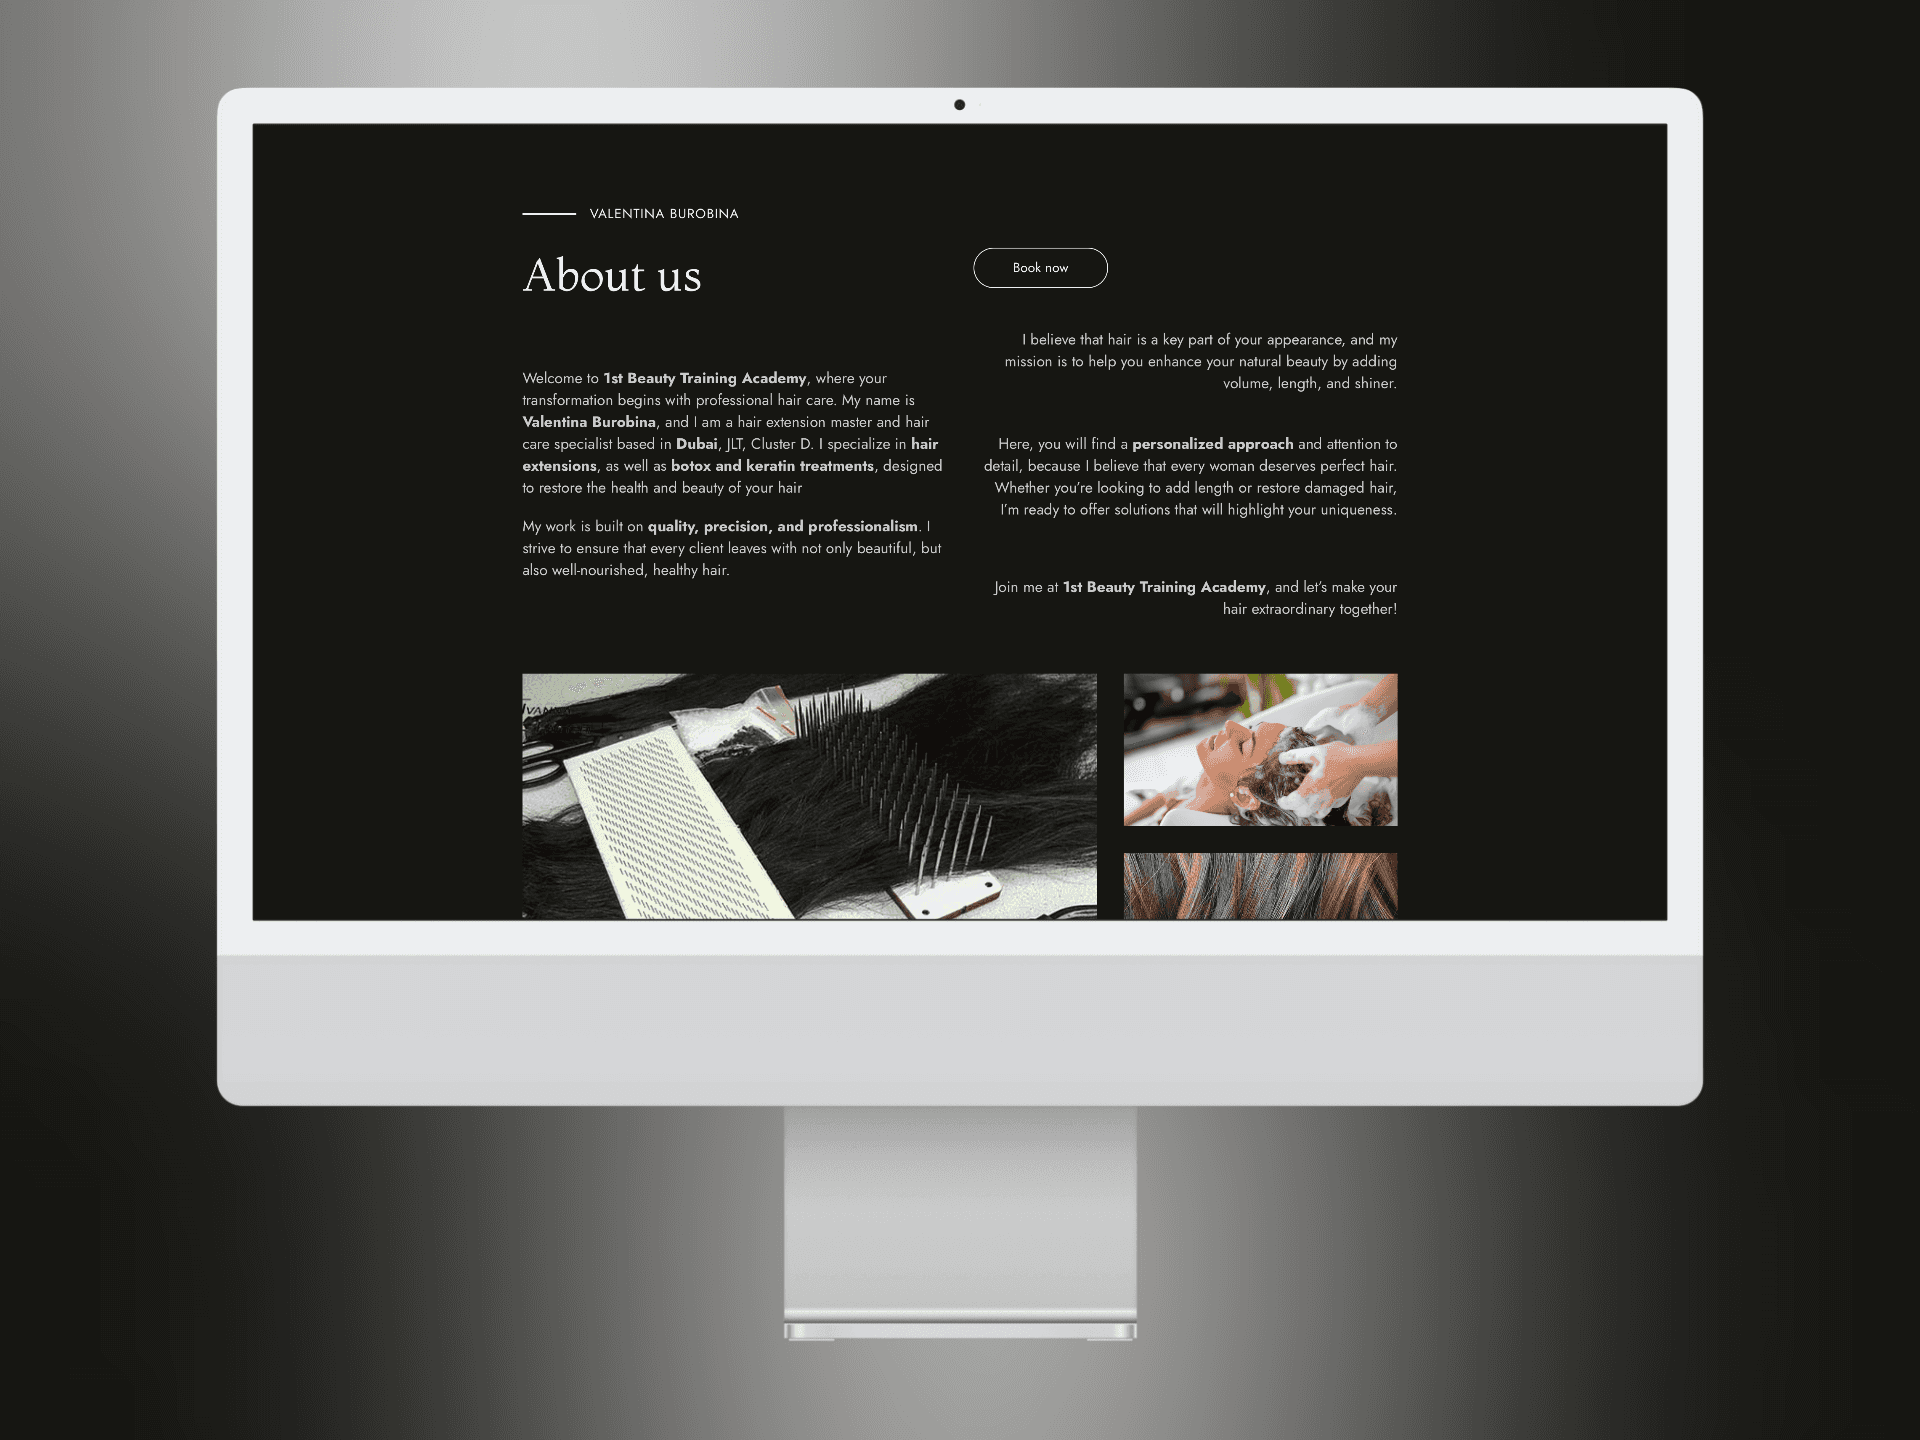 VALENTINA BUROBINA
About us
Book now
Welcome to 1st Beauty Training Academy, where your
transformation begins with professional hair care. My name is
Valentina Burobina, and I am a hair extension master and hair
care specialist based in Dubai, JLT, Cluster D. I specialize in hair
extensions, as well as botox and keratin treatments, designed
to restore the health and beauty of your hair
My work is built on quality, precision, and professionalism. I
strive to ensure that every client leaves with not only beautiful, but
also well-nourished, healthy hair.
I believe that hair is a key part of your appearance, and my
mission is to help you enhance your natural beauty by adding
volume, length, and shiner.
Here, you will find a personalized approach and attention to
detail, because I believe that every woman deserves perfect hair.
Whether you're looking to add length or restore damaged hair,
I'm ready to offer solutions that will highlight your uniqueness.
Join me at 1st Beauty Training Academy, and let's make your
hair extraordinary together!